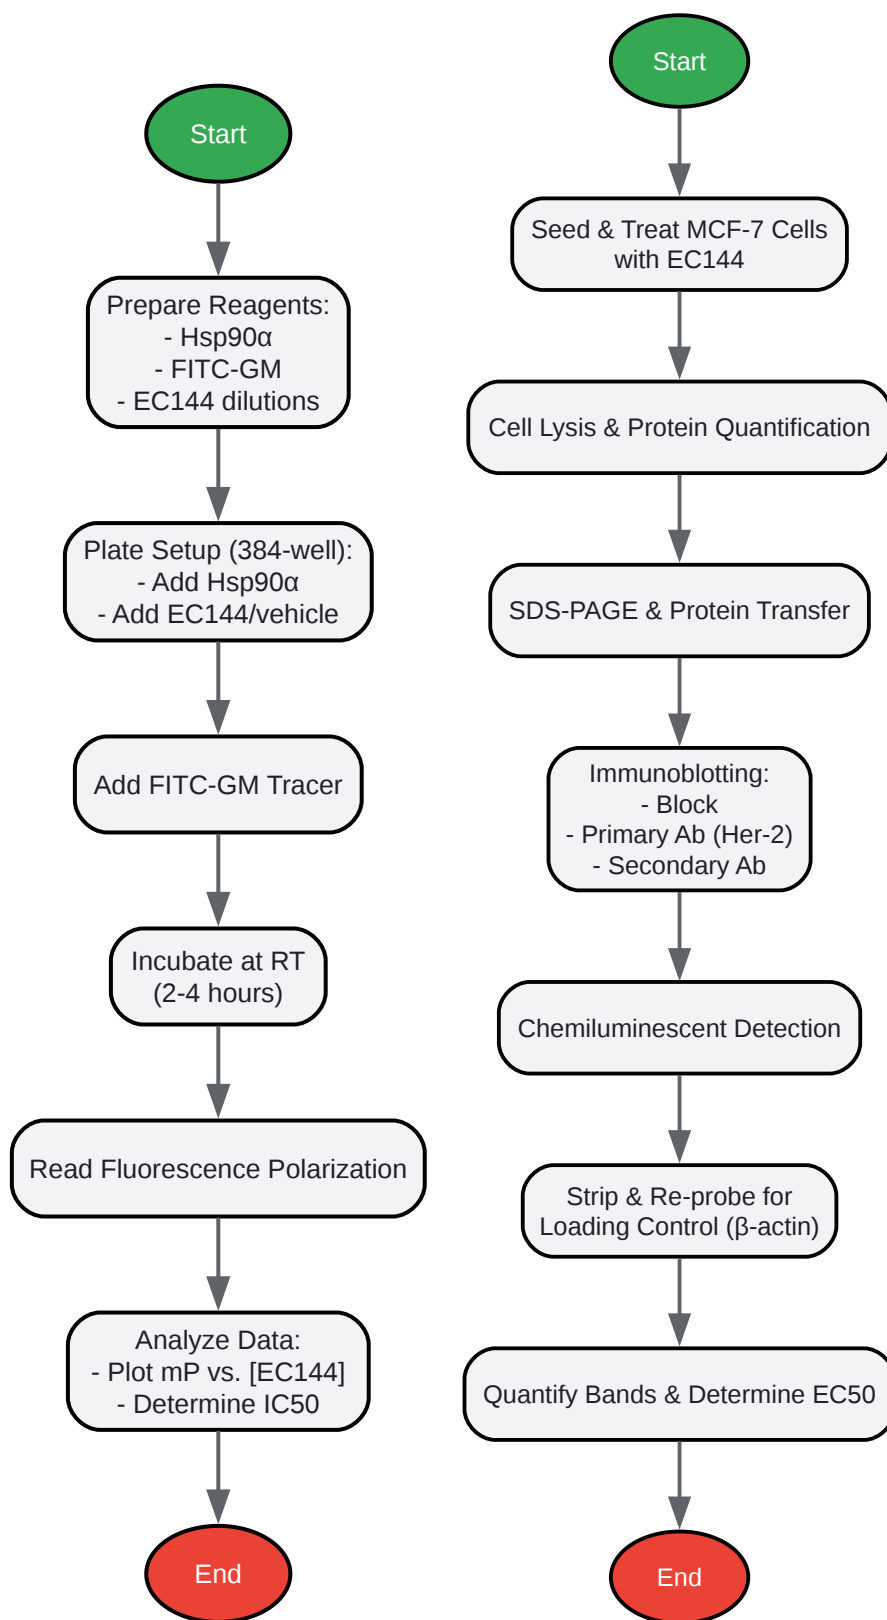 Start
Prepare Reagents:
- Hsp90α
- FITC-GM
- EC144 dilutions
Plate Setup (384-well):
- Add Hsp90α
- Add EC144/vehicle
Add FITC-GM Tracer
Incubate at RT
(2-4 hours)
Read Fluorescence Polarization
Analyze Data:
- Plot mP vs. [EC144]
- Determine IC50
End
Start
Seed & Treat MCF-7 Cells
with EC144
Cell Lysis & Protein Quantification
SDS-PAGE & Protein Transfer
Immunoblotting:
- Block
- Primary Ab (Her-2)
- Secondary Ab
Chemiluminescent Detection
Strip & Re-probe for
Loading Control (β-actin)
Quantify Bands & Determine EC50
End